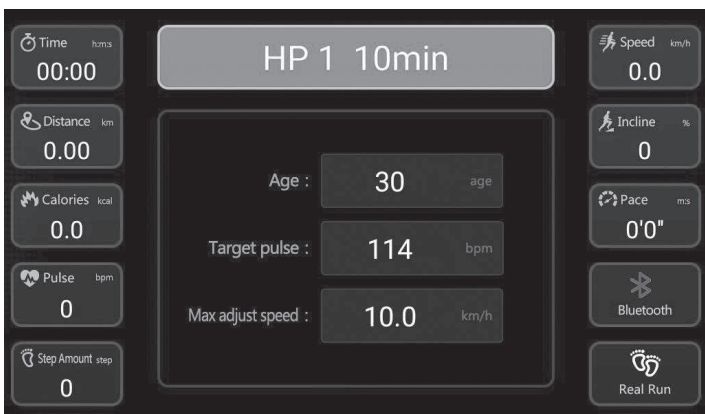 HP 1 10min
Time h:m:s
00:00
Distance km
0.00
Calories kcal
0.0
Pulse bpm
0
Step Amount step
0
Age : 30 age
Target pulse : 114 bpm
Max adjust speed : 10.0 km/h
Speed km/h
0.0
Incline %
0
Pace m:s
0'0"
Bluetooth
Real Run